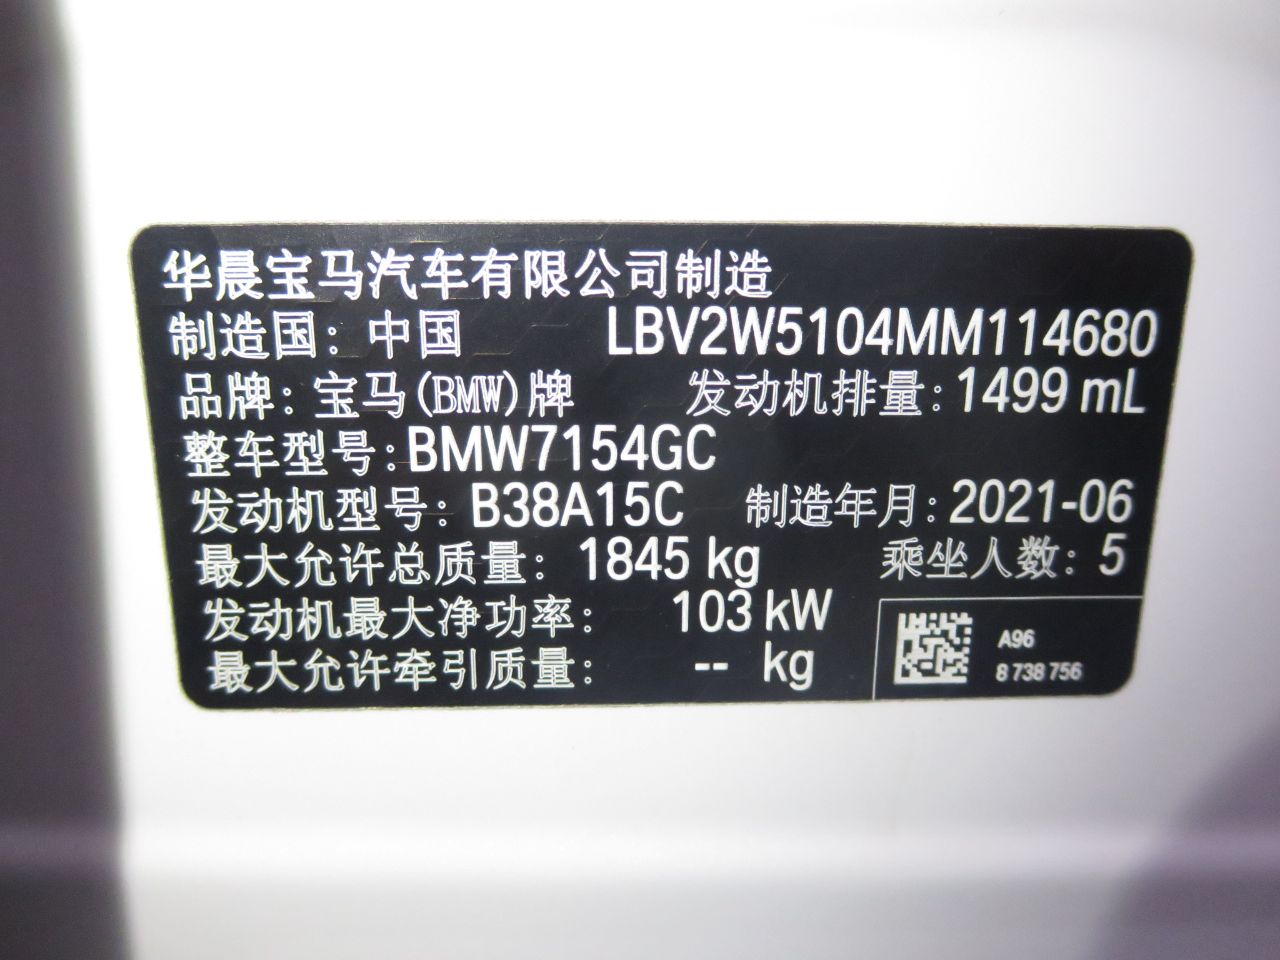 华晨宝马汽车有限公司制造
制造国：中国 LBV2W5104MM114680
品牌：宝马(BMW)牌 发动机排量：1499 mL
整车型号：BMW7154GC
发动机型号：B38A15C 制造年月：2021-06
最大允许总质量：1845 kg 乘坐人数：5
发动机最大净功率：103 kW
最大允许牵引质量：-- kg
A96
8 738 756